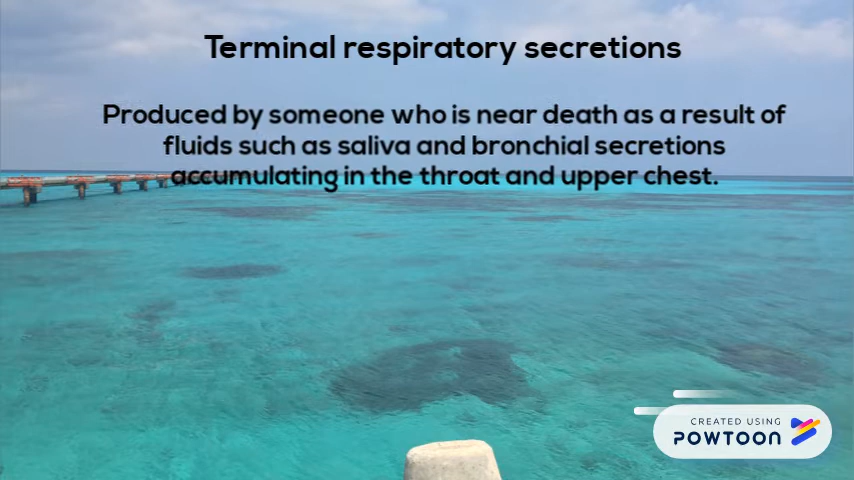 Terminal respiratory secretions
Produced by someone who is near death as a result of
fluids such as saliva and bronchial secretions
accumulating in the throat and upper chest.
CREATED USING
POWTOON